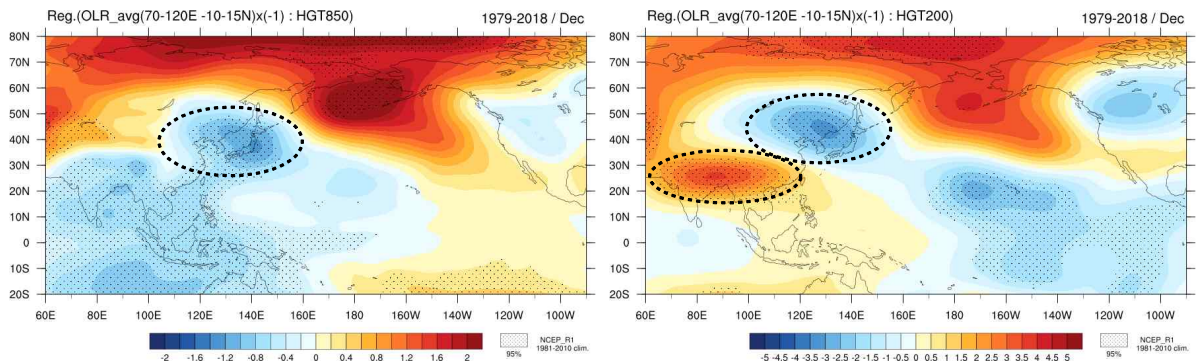 Reg.(OLR_avg(70-120E -10-15N)x(-1) : HGT850) 1979-2018 / Dec
80N
70N
60N
50N
40N
30N
20N
10N
0
10S
20S
60E 80E 100E 120E 140E 160E 180 160W 140W 120W 100W
-2 -1.6 -1.2 -0.8 -0.4 0 0.4 0.8 1.2 1.6 2
NCEP_R1
1981-2010 clim.
95%
Reg.(OLR_avg(70-120E -10-15N)x(-1) : HGT200) 1979-2018 / Dec
80N
70N
60N
50N
40N
30N
20N
10N
0
10S
20S
60E 80E 100E 120E 140E 160E 180 160W 140W 120W 100W
-5 -4.5 -4 -3.5 -3 -2.5 -2 -1.5 -1 -0.5 0 0.5 1 1.5 2 2.5 3 3.5 4 4.5 5
NCEP_R1
1981-2010 clim.
95%